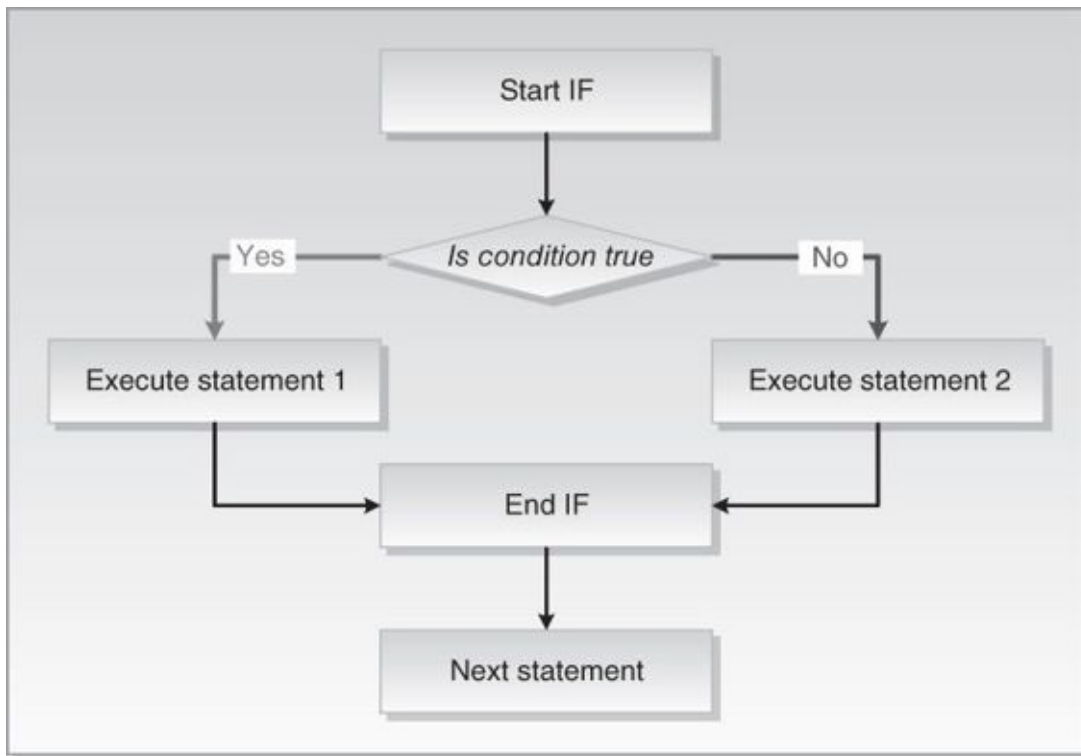 Start IF
Is condition true
Yes
No
Execute statement 1
Execute statement 2
End IF
Next statement